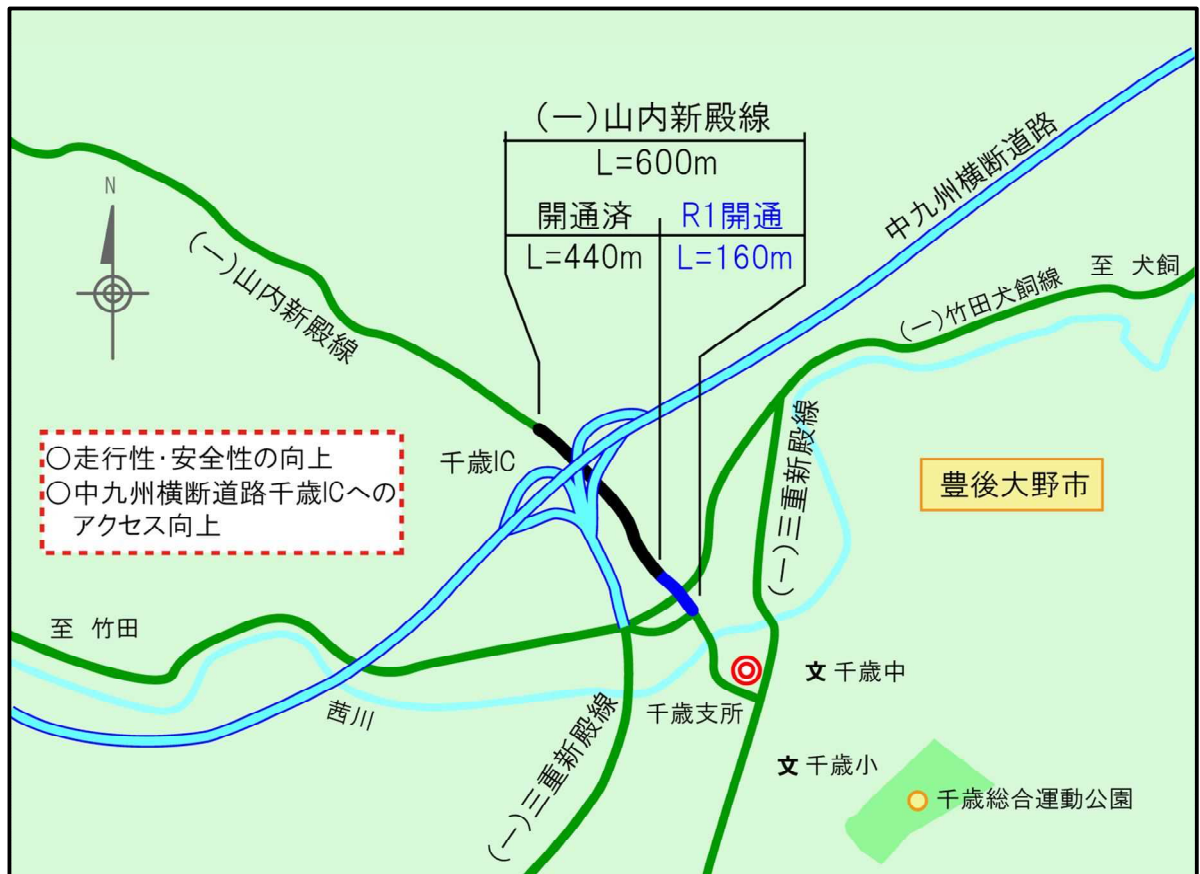 (一)山内新殿線
L=600m
開通済
R1開通
L=440m
L=160m
中九州横断道路
N
(一)山内新殿線
至 犬飼
(一)竹田犬飼線
○走行性・安全性の向上
○中九州横断道路千歳ICへの
アクセス向上
千歳IC
(一)三重新殿線
豊後大野市
至 竹田
茜川
千歳支所
文 千歳中
(一)三重新殿線
文 千歳小
千歳総合運動公園